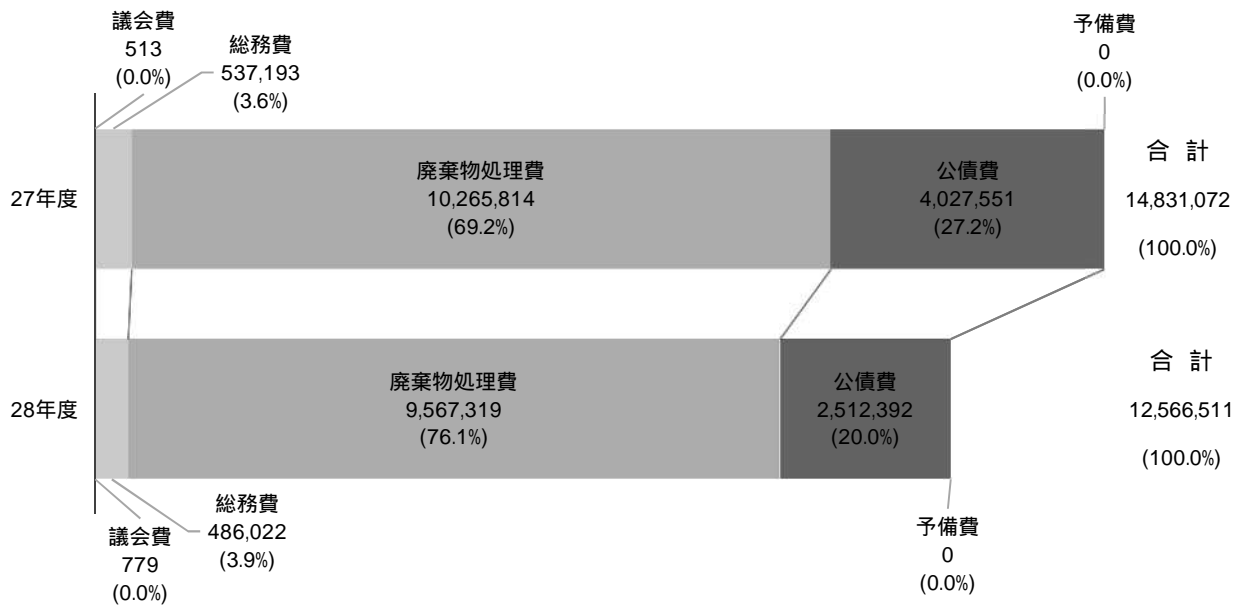 議会費
513
(0.0%)
総務費
537,193
(3.6%)
予備費
0
(0.0%)
27年度
廃棄物処理費
10,265,814
(69.2%)
公債費
4,027,551
(27.2%)
合 計
14,831,072
(100.0%)
28年度
廃棄物処理費
9,567,319
(76.1%)
公債費
2,512,392
(20.0%)
合 計
12,566,511
(100.0%)
議会費
779
(0.0%)
総務費
486,022
(3.9%)
予備費
0
(0.0%)